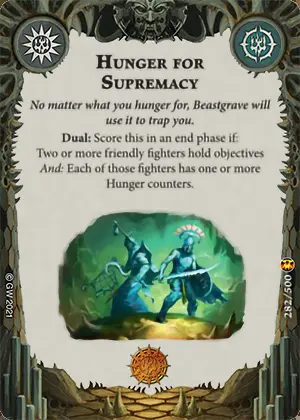 HUNGER FOR
SUPREMACY
No matter what you hunger for, Beastgrave will
use it to trap you.
Dual: Score this in an end phase if:
Two or more friendly fighters hold objectives
And: Each of those fighters has one or more
Hunger counters.
© GW 2021
282/500